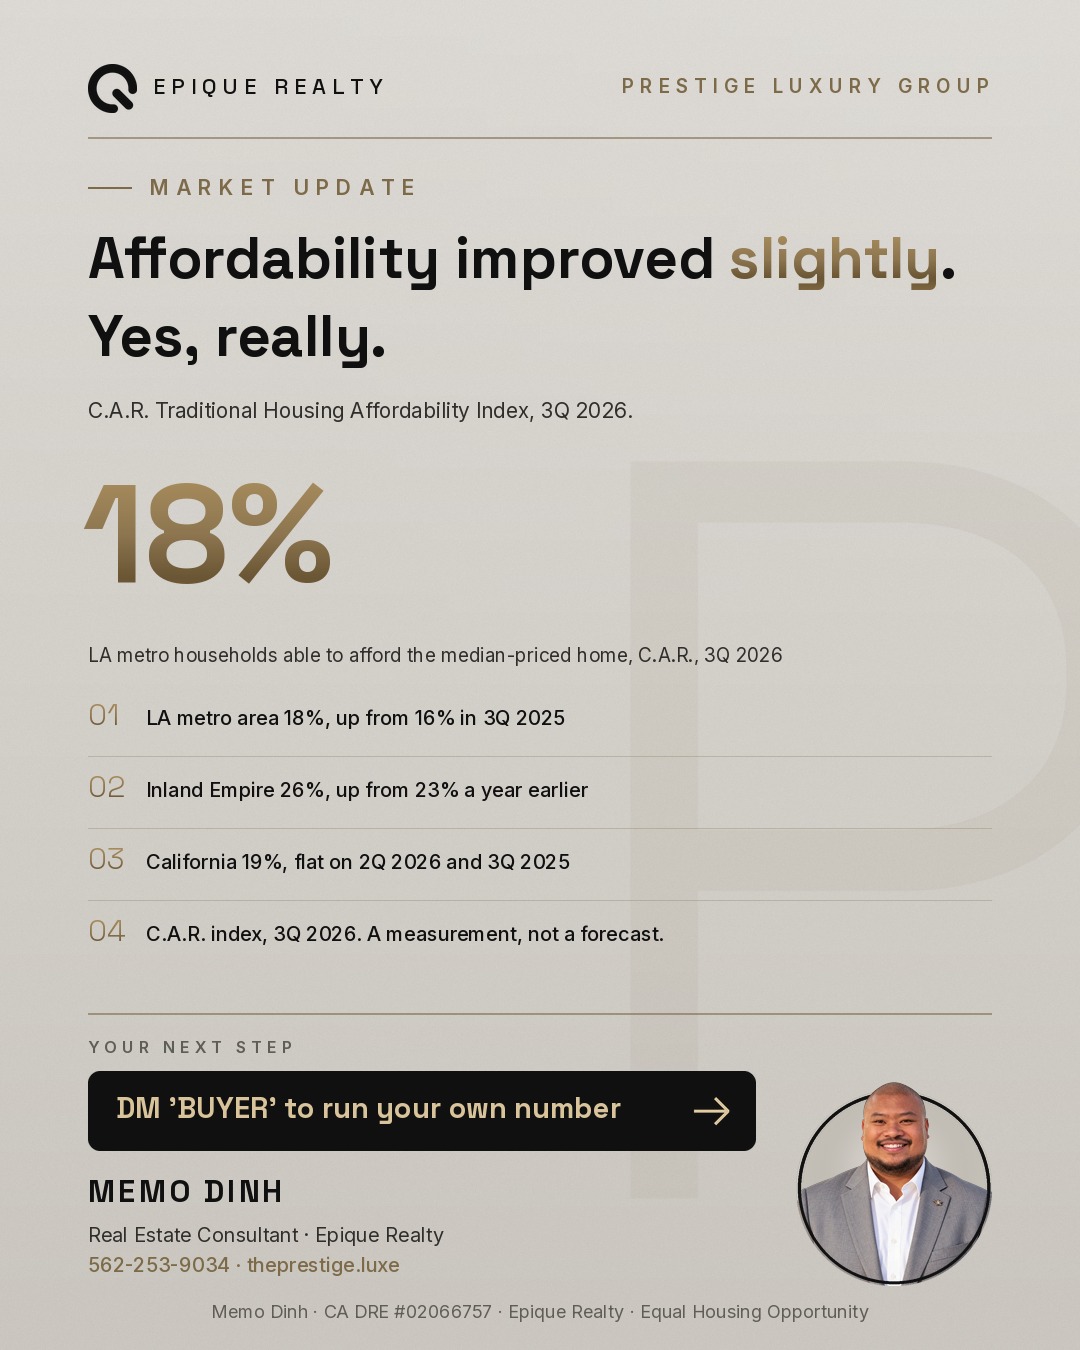 EPIQUE REALTY
PRESTIGE LUXURY GROUP
MARKET UPDATE
Affordability improved slightly.
Yes, really.
C.A.R. Traditional Housing Affordability Index, 3Q 2026.
18%
LA metro households able to afford the median-priced home, C.A.R., 3Q 2026
01 LA metro area 18%, up from 16% in 3Q 2025
02 Inland Empire 26%, up from 23% a year earlier
03 California 19%, flat on 2Q 2026 and 3Q 2025
04 C.A.R. index, 3Q 2026. A measurement, not a forecast.
YOUR NEXT STEP
DM ’BUYER’ to run your own number
MEMO DINH
Real Estate Consultant · Epique Realty
562-253-9034 · theprestige.luxe
Memo Dinh · CA DRE #02066757 · Epique Realty · Equal Housing Opportunity